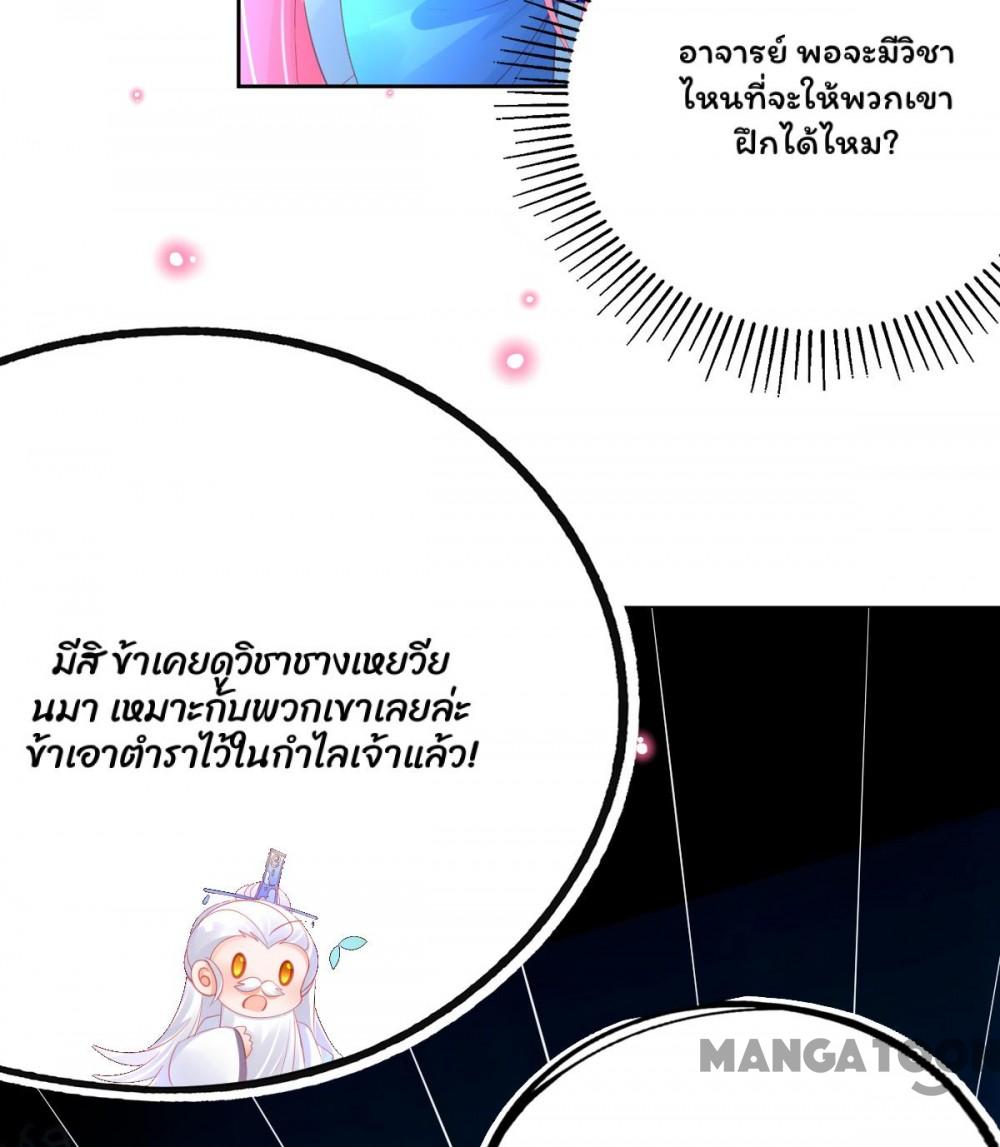 อาจารย์ พอจะมีวิชา
ไหนที่จะให้พวกเขา
ฝึกได้ไหม?
มีสิ ข้าเคยดูวิชาชางเหยวีย
นมา เหมาะกับพวกเขาเลยล่ะ
ข้าเอาตำราไว้ในกำไลเจ้าแล้ว!
MANGATOON